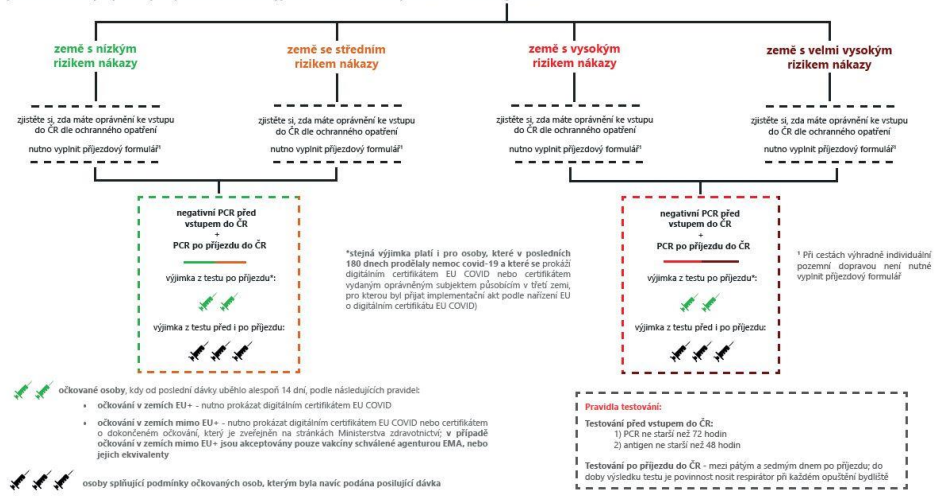 země s nízkým
rizikem nákazy
země se středním
rizikem nákazy
země s vysokým
rizikem nákazy
země s velmi vysokým
rizikem nákazy
zjistěte si, zda máte oprávnění ke vstupu
do ČR dle ochranného opatření
nutno vyplnit příjezdový formulář¹
zjistěte si, zda máte oprávnění ke vstupu
do ČR dle ochranného opatření
nutno vyplnit příjezdový formulář¹
zjistěte si, zda máte oprávnění ke vstupu
do ČR dle ochranného opatření
nutno vyplnit příjezdový formulář¹
zjistěte si, zda máte oprávnění ke vstupu
do ČR dle ochranného opatření
nutno vyplnit příjezdový formulář¹
negativní PCR před
vstupem do ČR
+
PCR po příjezdu do ČR
výjimka z testu po příjezdu*:
výjimka z testu před i po příjezdu:
*stejná výjimka platí i pro osoby, které v posledních
180 dnech prodělaly nemoc covid-19 a které se prokáží
digitálním certifikátem EU COVID nebo certifikátem
vydaným oprávněným subjektem působícím v třetí zemi,
pro kterou byl přijat implementační akt podle nařízení EU
o digitálním certifikátu EU COVID)
negativní PCR před
vstupem do ČR
+
PCR po příjezdu do ČR
výjimka z testu po příjezdu*:
výjimka z testu před i po příjezdu:
¹ Při cestách výhradně individuální
pozemní dopravou není nutné
vyplnit příjezdový formulář
očkované osoby, kdy od poslední dávky uběhlo alespoň 14 dní, podle následujících pravidel:
• očkování v zemích EU+ - nutno prokázat digitálním certifikátem EU COVID
• očkování v zemích mimo EU+ - nutno prokázat digitálním certifikátem EU COVID nebo certifikátem
o dokončeném očkování, který je zveřejněn na stránkách Ministerstva zdravotnictví; v případě
očkování v zemích mimo EU+ jsou akceptovány pouze vakcíny schválené agenturou EMA, nebo
jejich ekvivalenty
osoby splňující podmínky očkovaných osob, kterým byla navíc podána posilující dávka
Pravidla testování:
Testování před vstupem do ČR:
1) PCR ne starší než 72 hodin
2) antigen ne starší než 48 hodin
Testování po příjezdu do ČR - mezi pátým a sedmým dnem po příjezdu; do
doby výsledku testu je povinnost nosit respirátor při každém opuštění bydliště